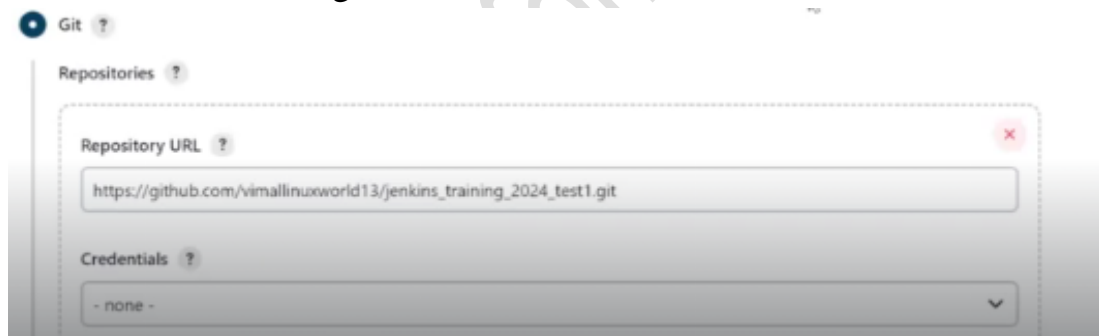 Git ?
Repositories ?
Repository URL ?
https://github.com/vimallinuxworld13/jenkins_training_2024_test1.git
Credentials ?
- none -